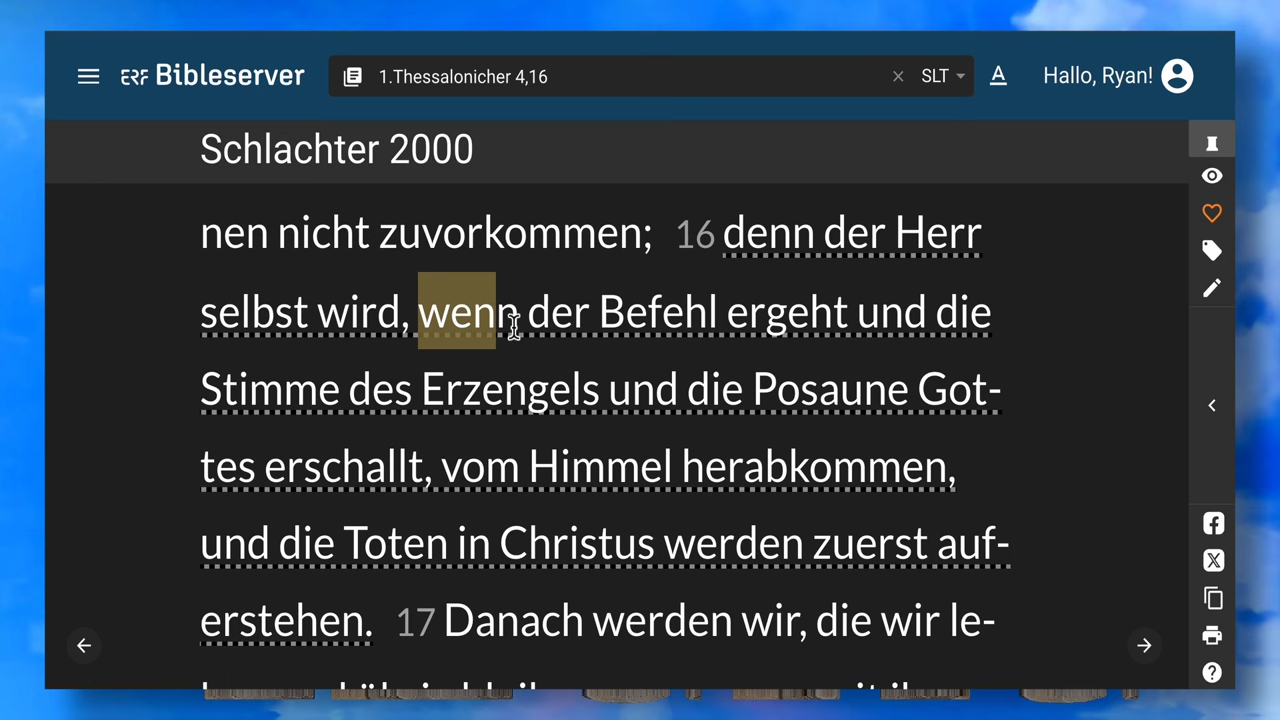 ERF Bibleserver
1.Thessalonicher 4,16
SLT
A
Hallo, Ryan!
Schlachter 2000
nen nicht zuvorkommen; 16 denn der Herr
selbst wird, wenn der Befehl ergeht und die
Stimme des Erzengels und die Posaune Got-
tes erschallt, vom Himmel herabkommen,
und die Toten in Christus werden zuerst auf-
erstehen. 17 Danach werden wir, die wir le-